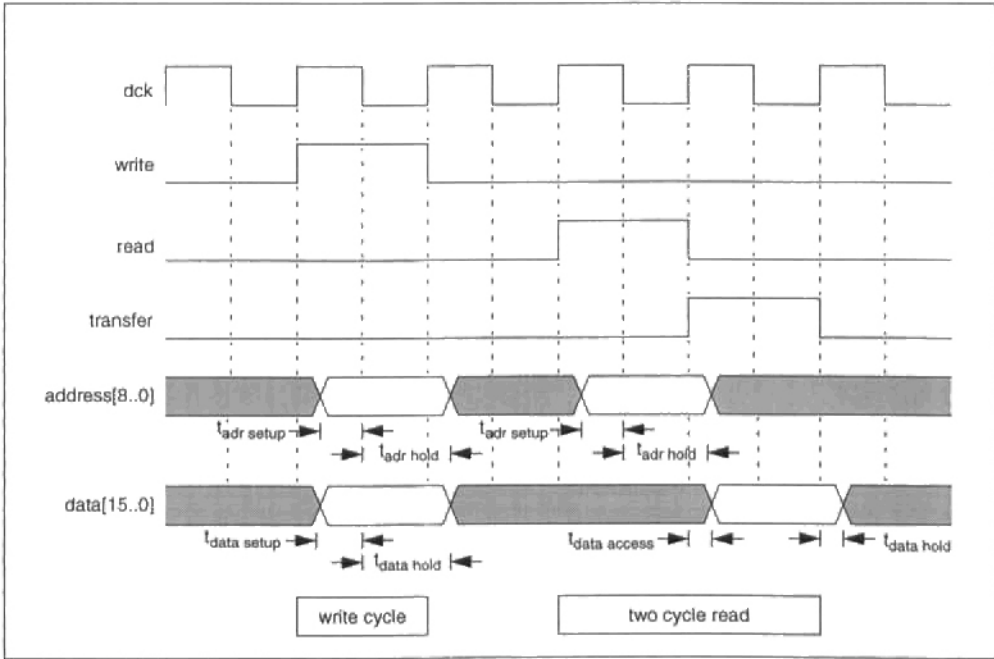 dck
write
read
transfer
address[8..0]
tadr setup
tadr hold
tadr setup
tadr hold
data[15..0]
tdata setup
tdata hold
tdata access
tdata hold
write cycle
two cycle read